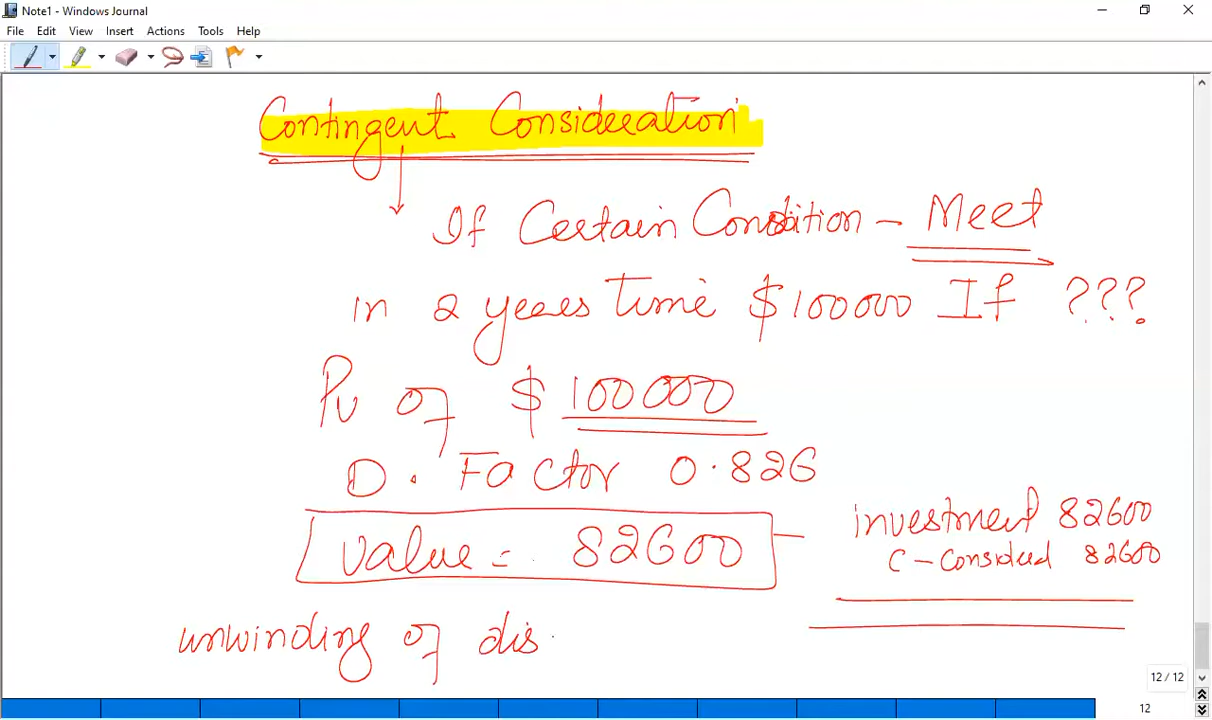 Note1 - Windows Journal
File Edit View Insert Actions Tools Help
Contingent Consideration
If Certain Condition - Meet
in 2 years time $100000 If ???
Pv of $ 100000
D. Factor 0.826
value = 82600
investment 82600
C - Considued 82600
unwinding of dis
12 / 12
12